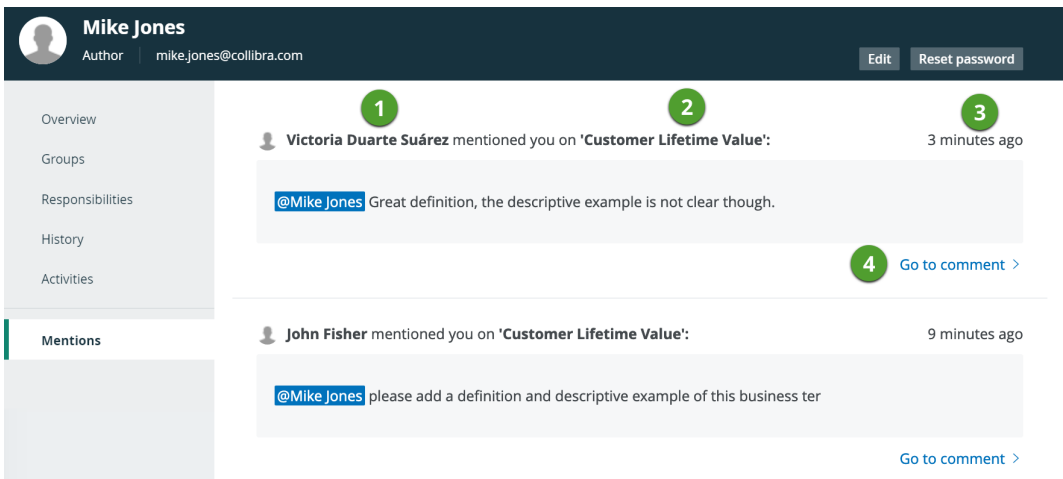 Mike Jones
Author mike.jones@collibra.com
Edit Reset password
Overview
Groups
Responsibilities
History
Activities
Mentions
1 2 3
Victoria Duarte Suárez mentioned you on 'Customer Lifetime Value': 3 minutes ago
@Mike Jones Great definition, the descriptive example is not clear though.
4 Go to comment >
John Fisher mentioned you on 'Customer Lifetime Value': 9 minutes ago
@Mike Jones please add a definition and descriptive example of this business ter
Go to comment >